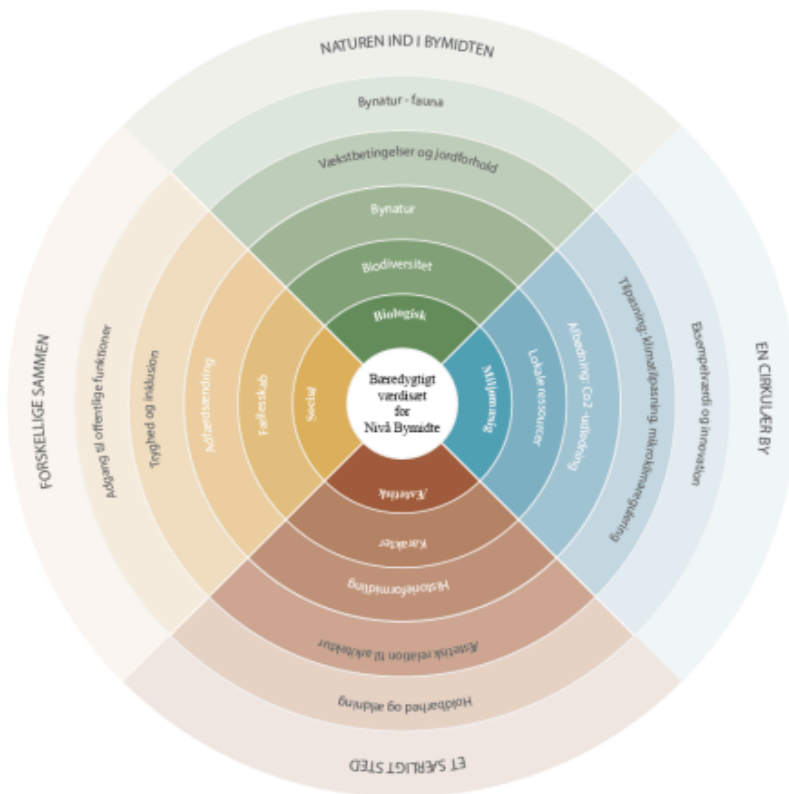 NATUREN IND I BYMIDTEN
Bynatur - fauna
Vækstbetingelser og jordforhold
Bynatur
Biodiversitet
Biologisk
EN CIRKULÆR BY
Eksempelværdi og innovation
Tilpasning: klimatilpasning, mikroklimaregulering
Afbødning: Co2 -udledning
Lokale ressourcer
Miljømæsig
Bæredygtigt
værdisæt
for
Nivå Bymidte
Æstetisk
Karakter
Historieformidling
Æstetisk relation til arkitektur
Holdbarhed og ældning
ET SÆRLIGT STED
FORSKELLIGE SAMMEN
Adgang til offentlige funktioner
Tryghed og inklusion
Adfærdsændring
Fællesskab
Social